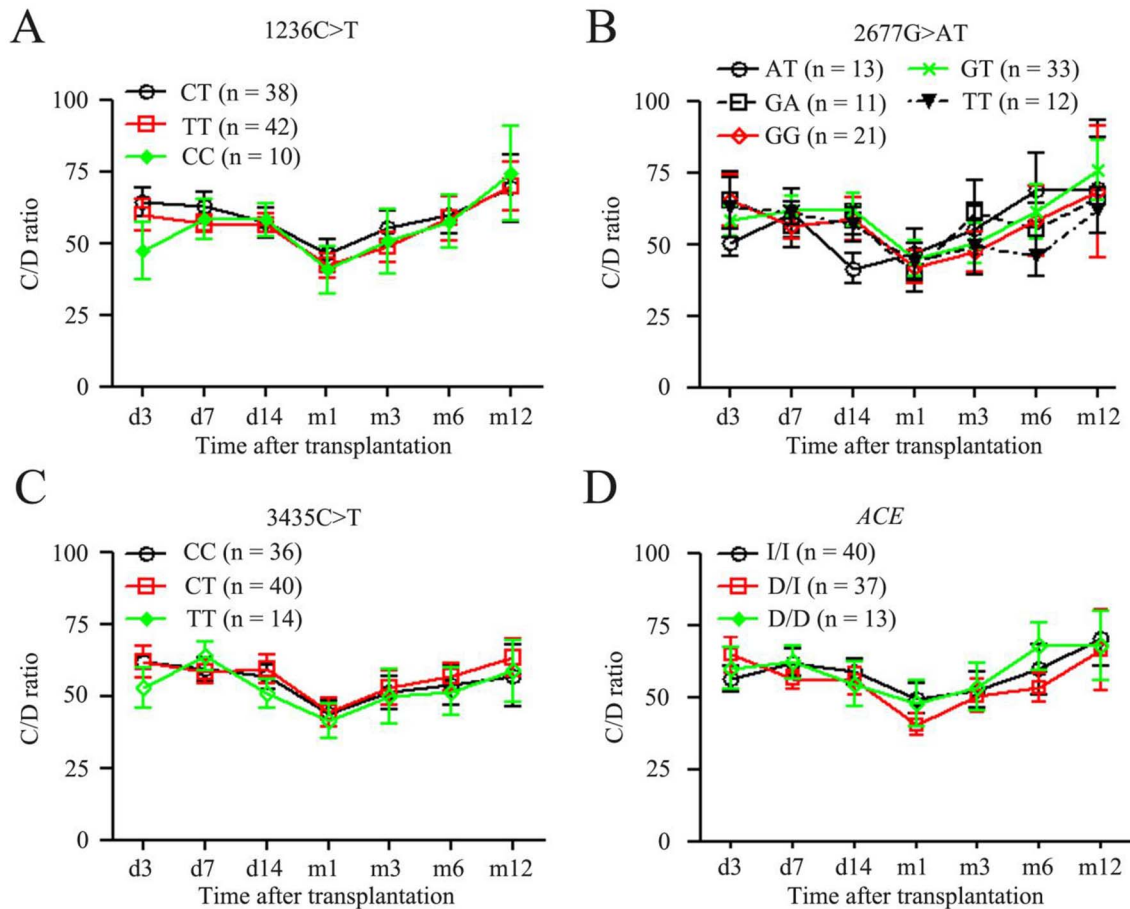 A
1236C>T
CT (n = 38)
TT (n = 42)
CC (n = 10)
100
75
50
25
0
C/D ratio
d3 d7 d14 m1 m3 m6 m12
Time after transplantation
B
2677G>AT
AT (n = 13) GT (n = 33)
GA (n = 11) TT (n = 12)
GG (n = 21)
100
75
50
25
0
C/D ratio
d3 d7 d14 m1 m3 m6 m12
Time after transplantation
C
3435C>T
CC (n = 36)
CT (n = 40)
TT (n = 14)
100
75
50
25
0
C/D ratio
d3 d7 d14 m1 m3 m6 m12
Time after transplantation
D
ACE
I/I (n = 40)
D/I (n = 37)
D/D (n = 13)
100
75
50
25
0
C/D ratio
d3 d7 d14 m1 m3 m6 m12
Time after transplantation